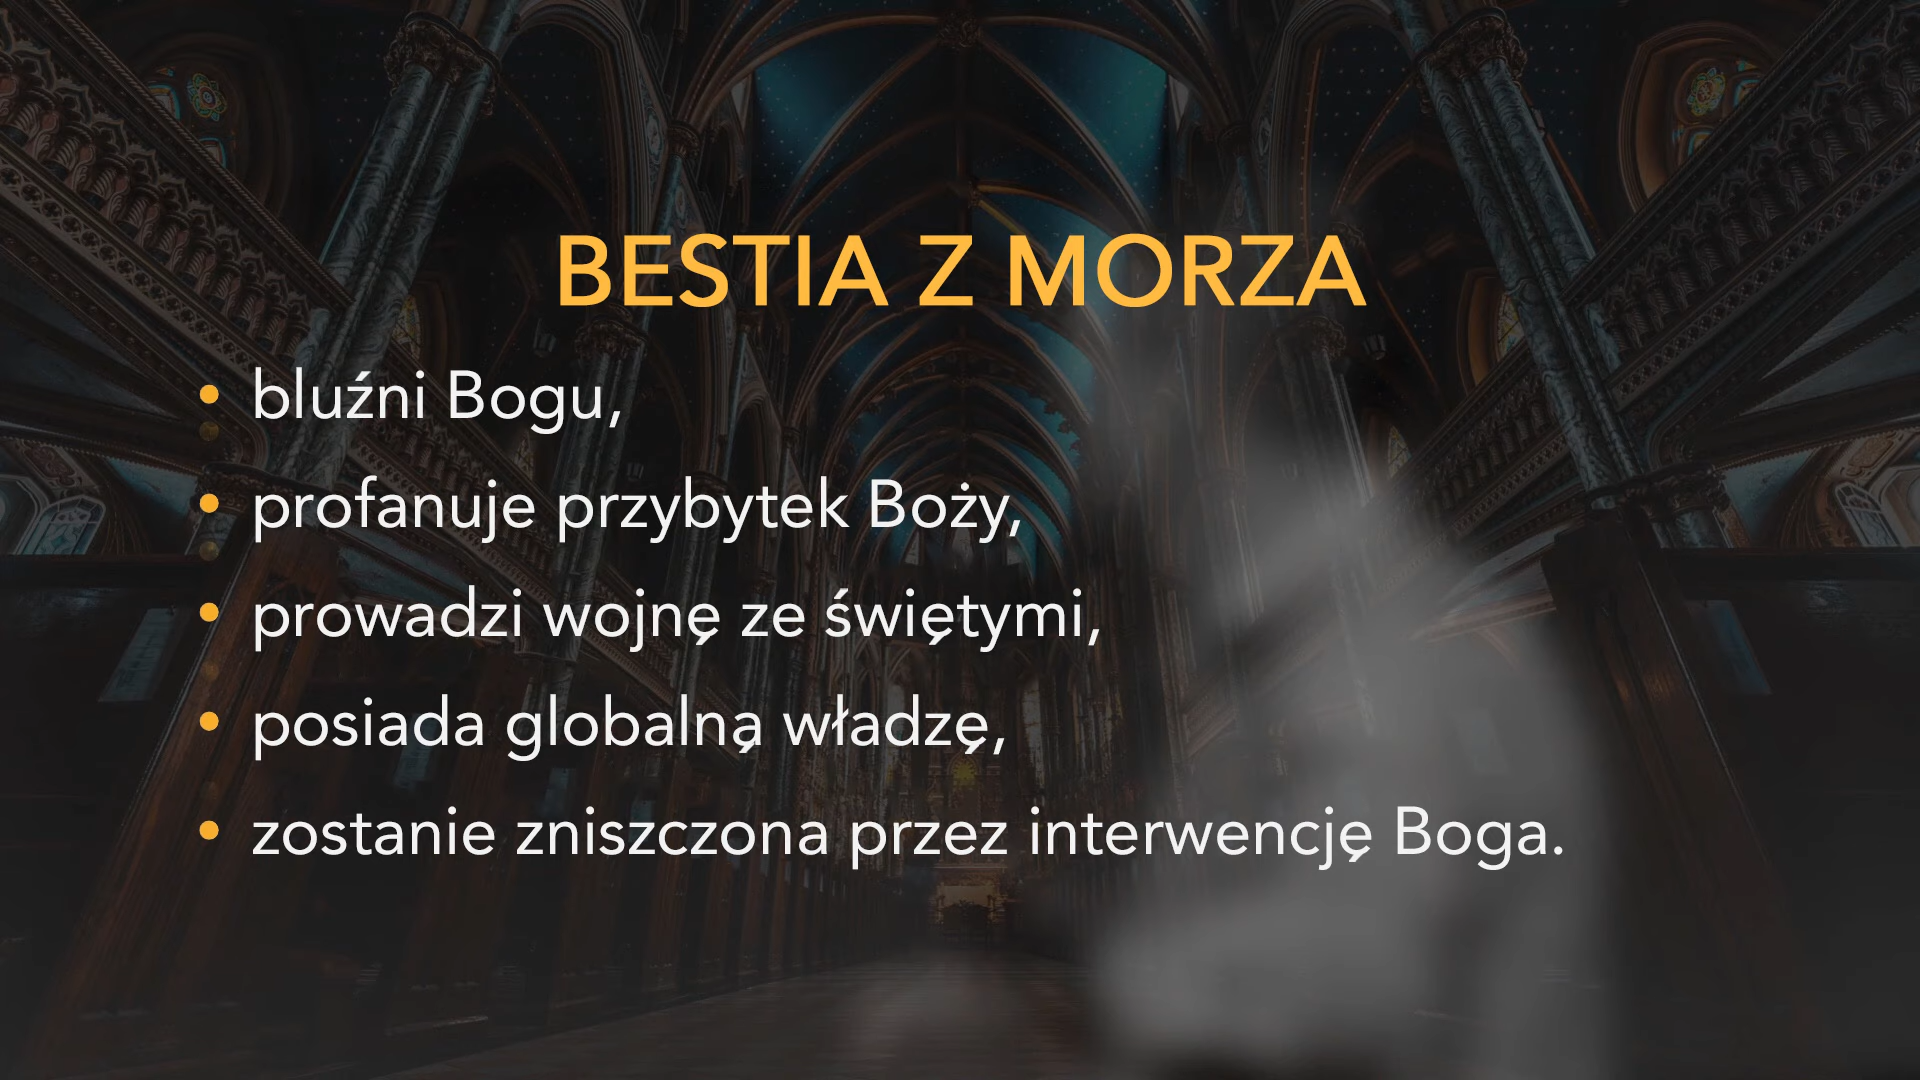 BESTIA Z MORZA
• bluźni Bogu,
• profanuje przybytek Boży,
• prowadzi wojnę ze świętymi,
• posiada globalną władzę,
• zostanie zniszczona przez interwencję Boga.